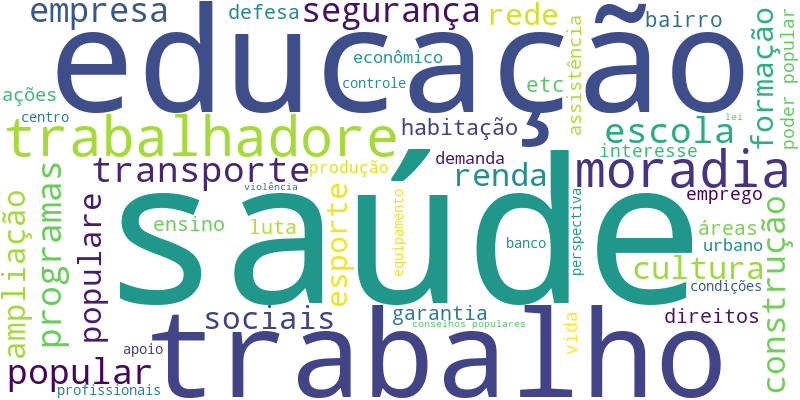 empresa
defesa
segurança
rede
bairro
educação
econômico
controle
etc
assistência
formação
poder popular
ações
centro
lei
trabalhadore
habitação
escola
interesse
transporte
produção
demanda
renda
moradia
violência
emprego
saúde
ampliação
programas
populare
ensino
luta
esporte
equipamento
banco
perspectiva
áreas
urbano
cultura
condições
construção
sociais
garantia
conselhos populares
vida
direitos
trabalho
apoio
popular
profissionais